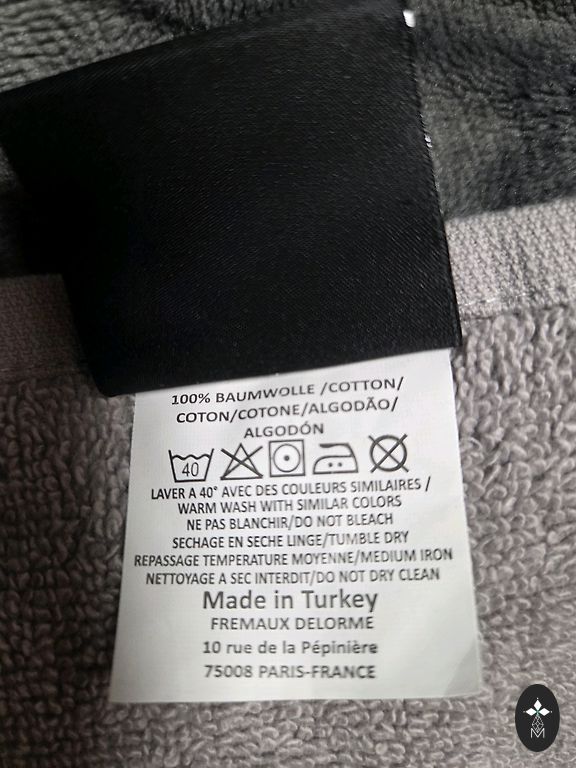 100% BAUMWOLLE /COTTON/
COTON/COTONE/ALGODÃO/
ALGODÓN
40
LAVER A 40° AVEC DES COULEURS SIMILAIRES /
WARM WASH WITH SIMILAR COLORS
NE PAS BLANCHIR/DO NOT BLEACH
SECHAGE EN SECHE LINGE/TUMBLE DRY
REPASSAGE TEMPERATURE MOYENNE/MEDIUM IRON
NETTOYAGE A SEC INTERDIT/DO NOT DRY CLEAN
Made in Turkey
FREMAUX DELORME
10 rue de la Pépinière
75008 PARIS-FRANCE
M